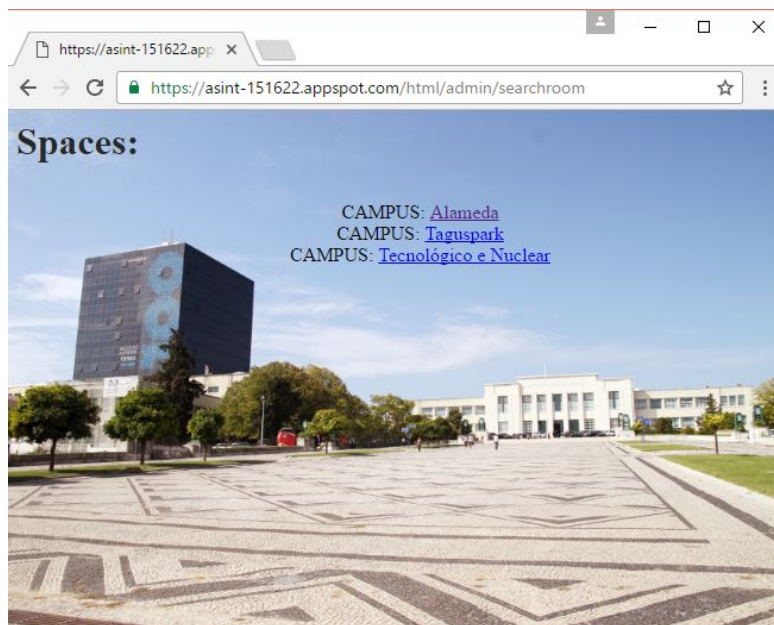 https://asint-151622.app
https://asint-151622.appspot.com/html/admin/searchroom
Spaces:
CAMPUS: Alameda
CAMPUS: Taguspark
CAMPUS: Tecnológico e Nuclear